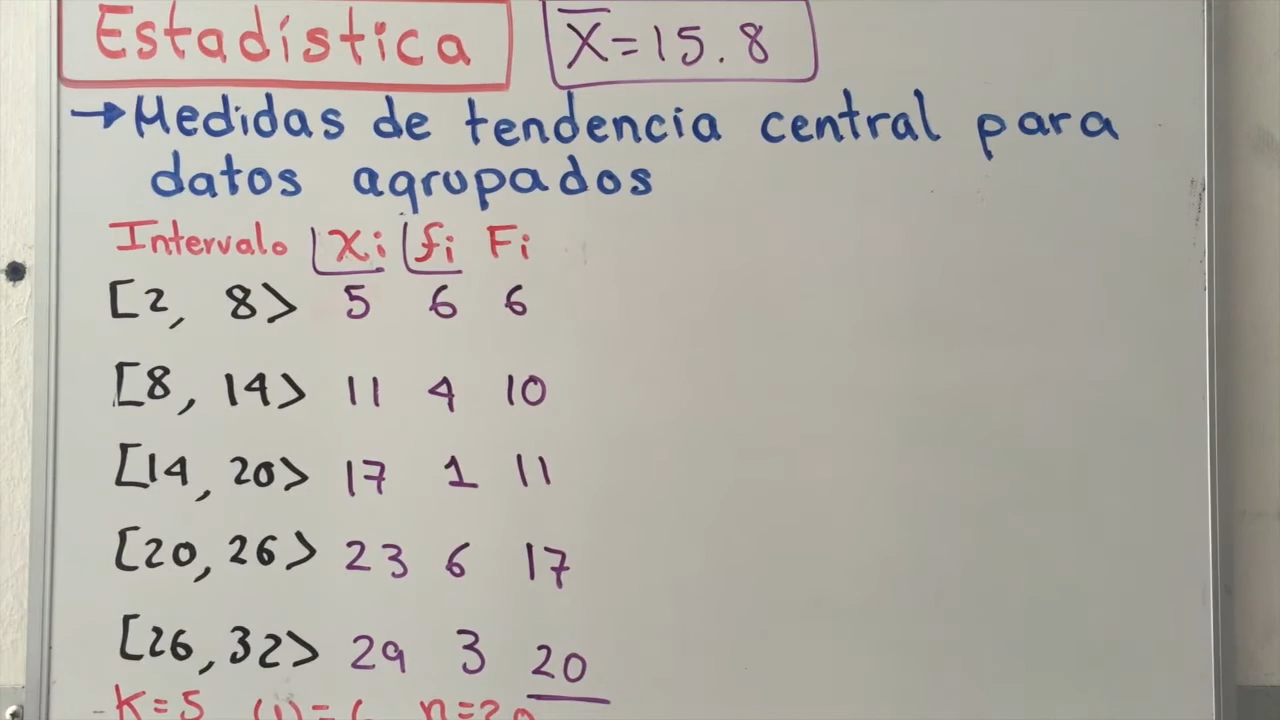 Estadística
X̅=15.8
→Medidas de tendencia central para
datos agrupados
Intervalo xi fi Fi
[2, 8> 5 6 6
[8, 14> 11 4 10
[14, 20> 17 1 11
[20, 26> 23 6 17
[26, 32> 29 3 20
K=5 n=20